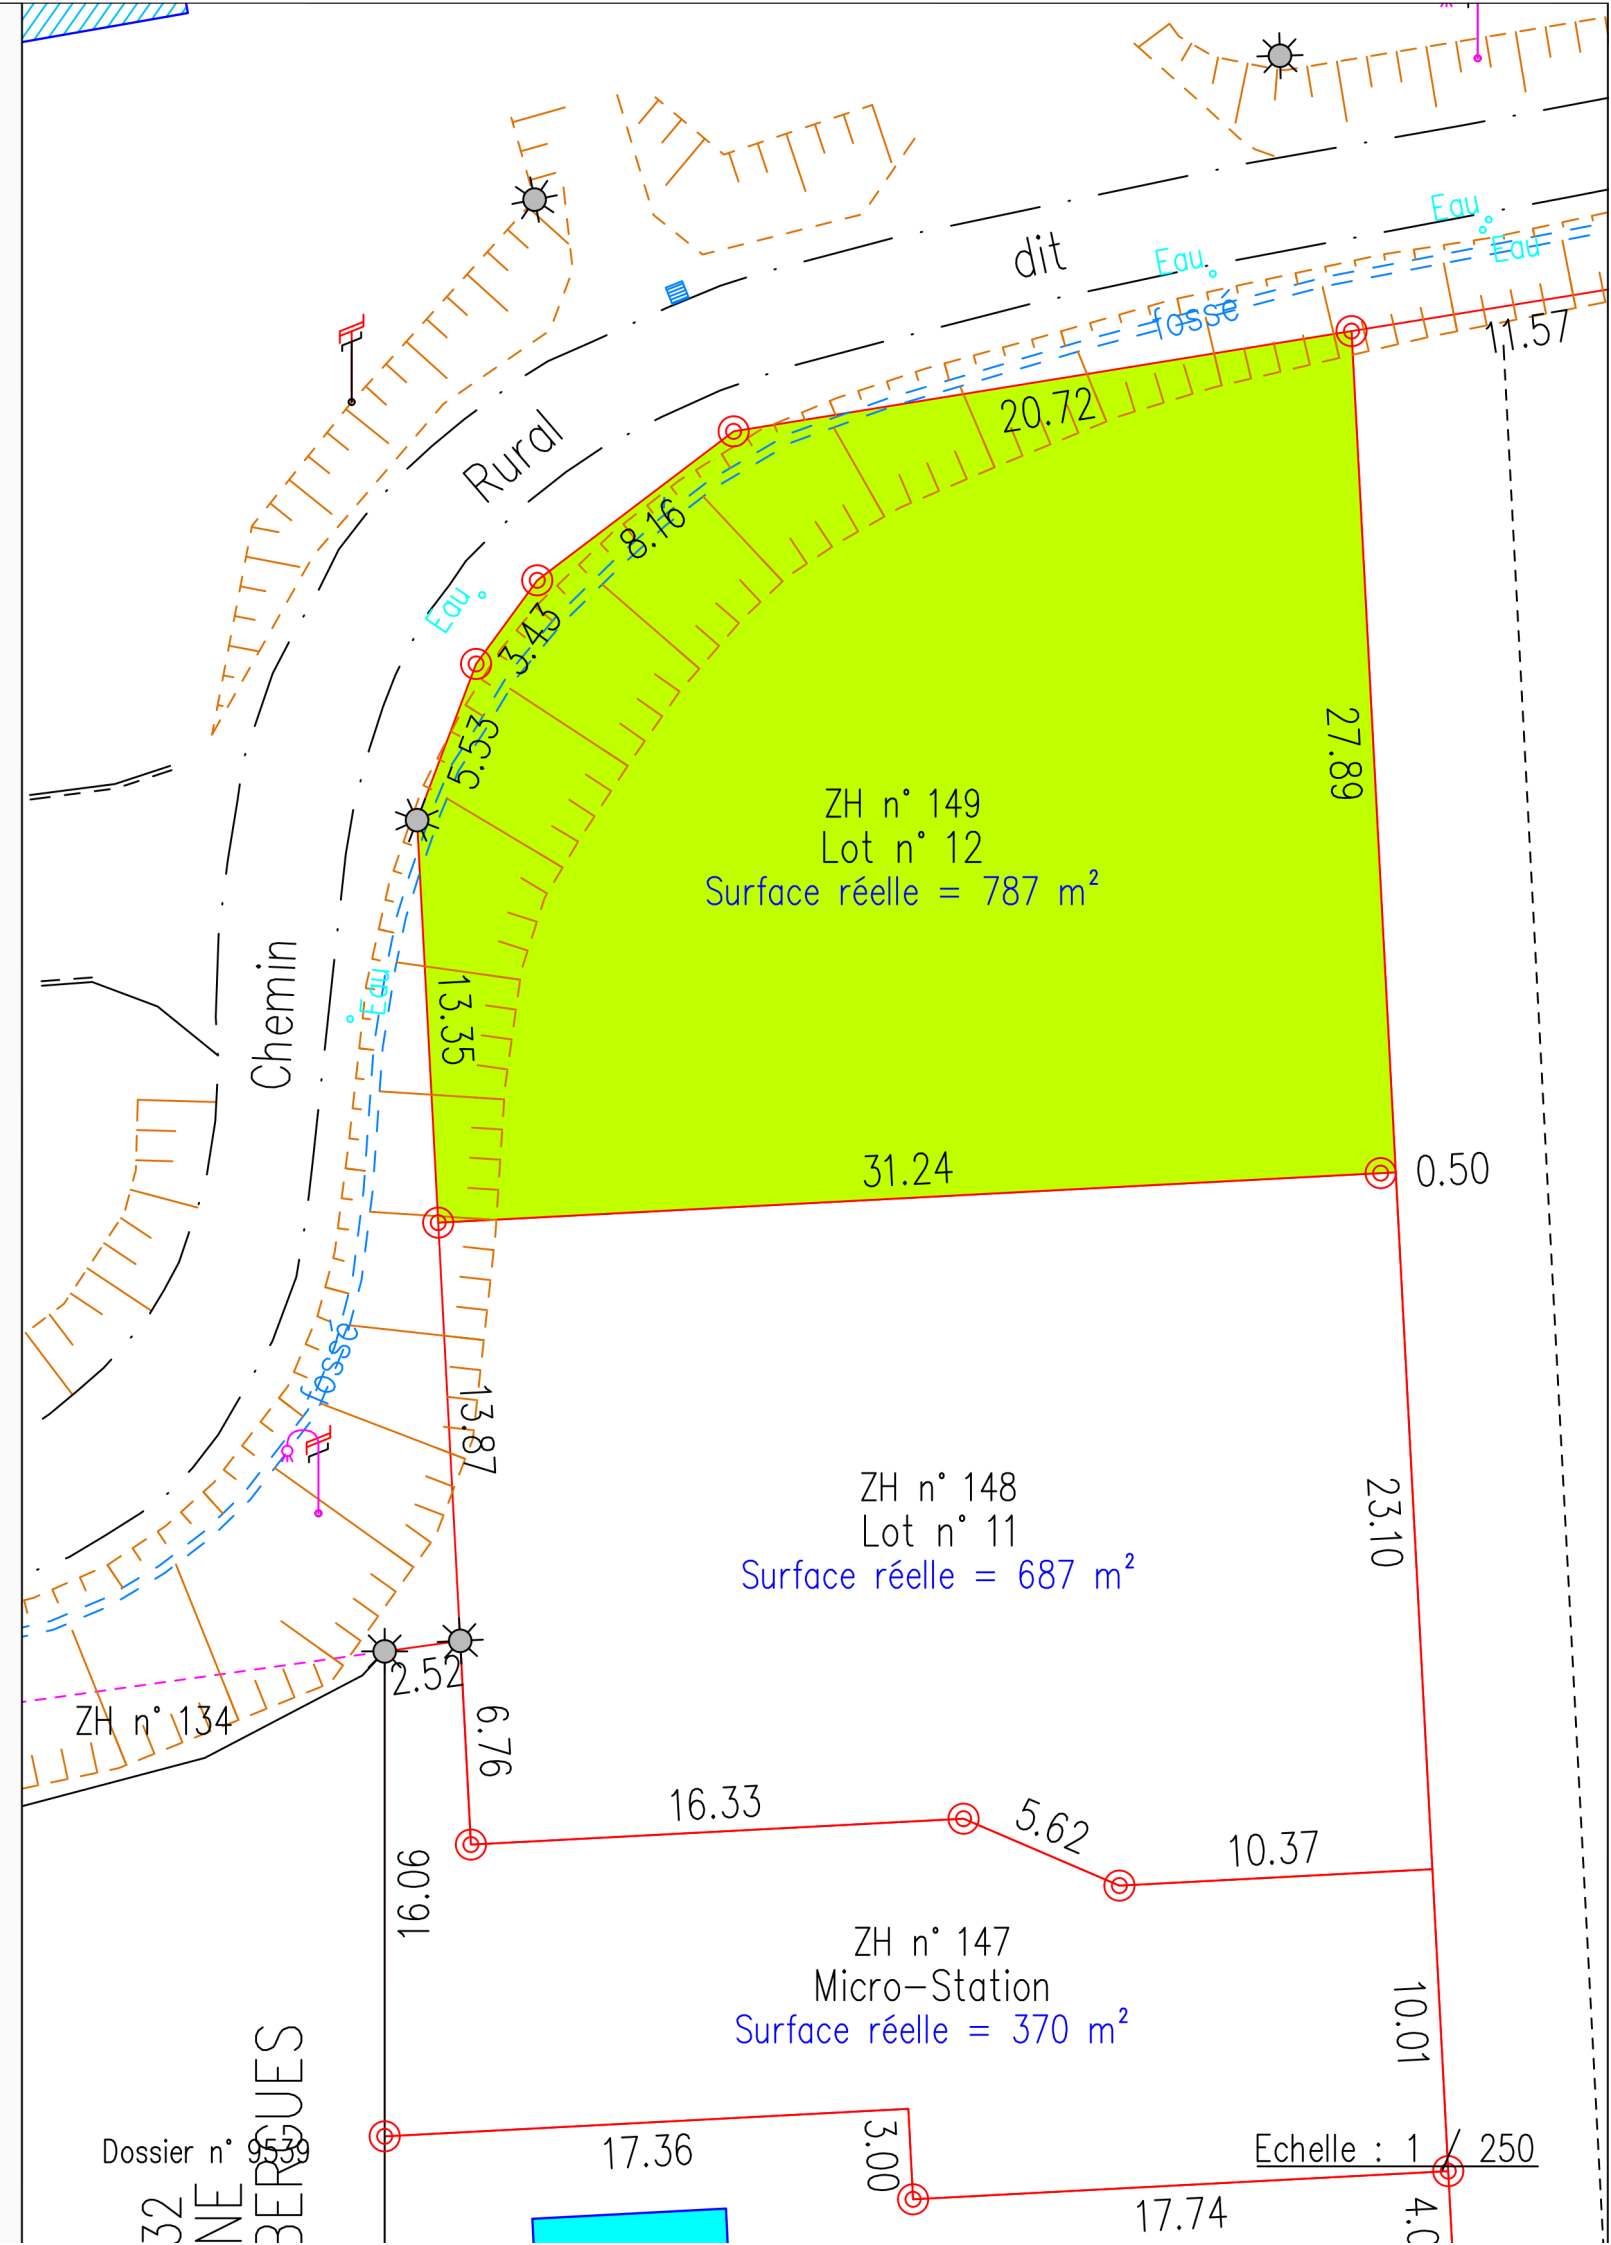 Eau
Eau
dit
Eau
fossé
11.57
20.72
Rural
8.16
Eau
3.43
5.53
27.89
ZH n° 149
Lot n° 12
Surface réelle = 787 m²
Chemin
Eau
13.35
31.24
0.50
fossé
13.87
ZH n° 148
Lot n° 11
Surface réelle = 687 m²
23.10
2.52
ZH n° 134
6.76
16.33
5.62
10.37
16.06
ZH n° 147
Micro-Station
Surface réelle = 370 m²
10.01
Dossier n° 9539
17.36
3.00
Echelle : 1 / 250
17.74
32
NE
BERGUES